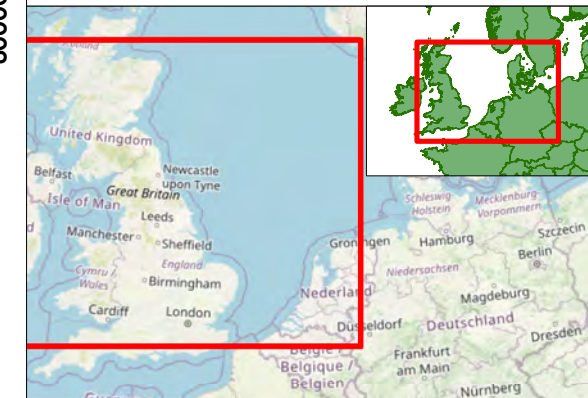 United Kingdom
Belfast
Newcastle
upon Tyne
Great Britain
Isle of Man
Leeds
Manchester
Sheffield
England
Cymru /
Wales
Birmingham
Cardiff
London
Schleswig
Holstein
Mecklenburg
Vorpommern
Groningen
Hamburg
Szczecin
Berlin
Niedersachsen
Nederland
Magdeburg
Düsseldorf
Deutschland
Dresden
België /
Belgique /
Belgien
Frankfurt
am Main
Nürnberg